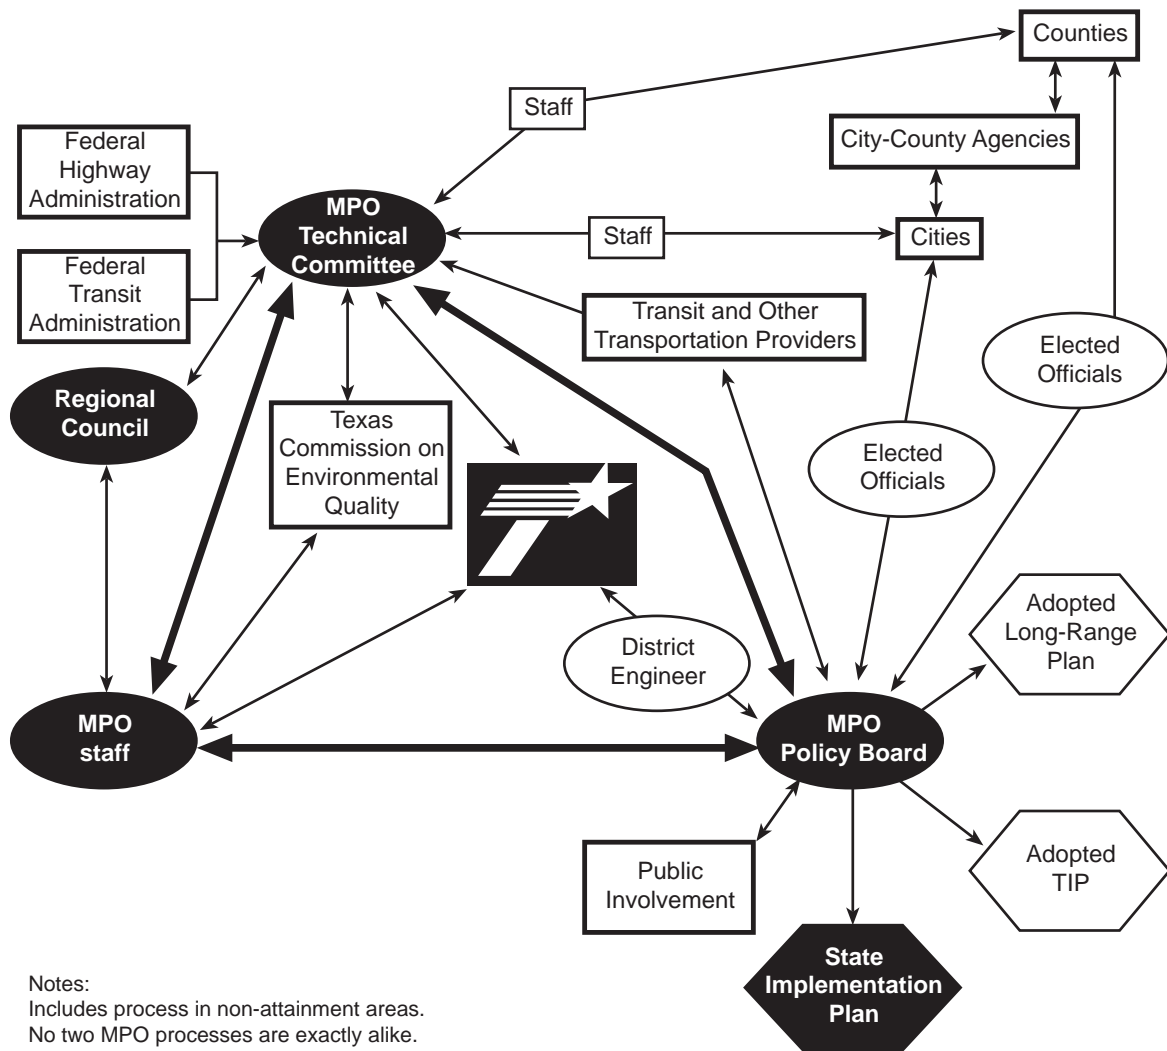 Counties
Staff
City-County Agencies
Federal
Highway
Administration
MPO
Technical
Committee
Staff
Cities
Federal
Transit
Administration
Transit and Other
Transportation Providers
Elected
Officials
Regional
Council
Texas
Commission on
Environmental
Quality
Elected
Officials
Adopted
Long-Range
Plan
District
Engineer
MPO
staff
MPO
Policy Board
Public
Involvement
Adopted
TIP
State
Implementation
Plan
Notes:
Includes process in non-attainment areas.
No two MPO processes are exactly alike.